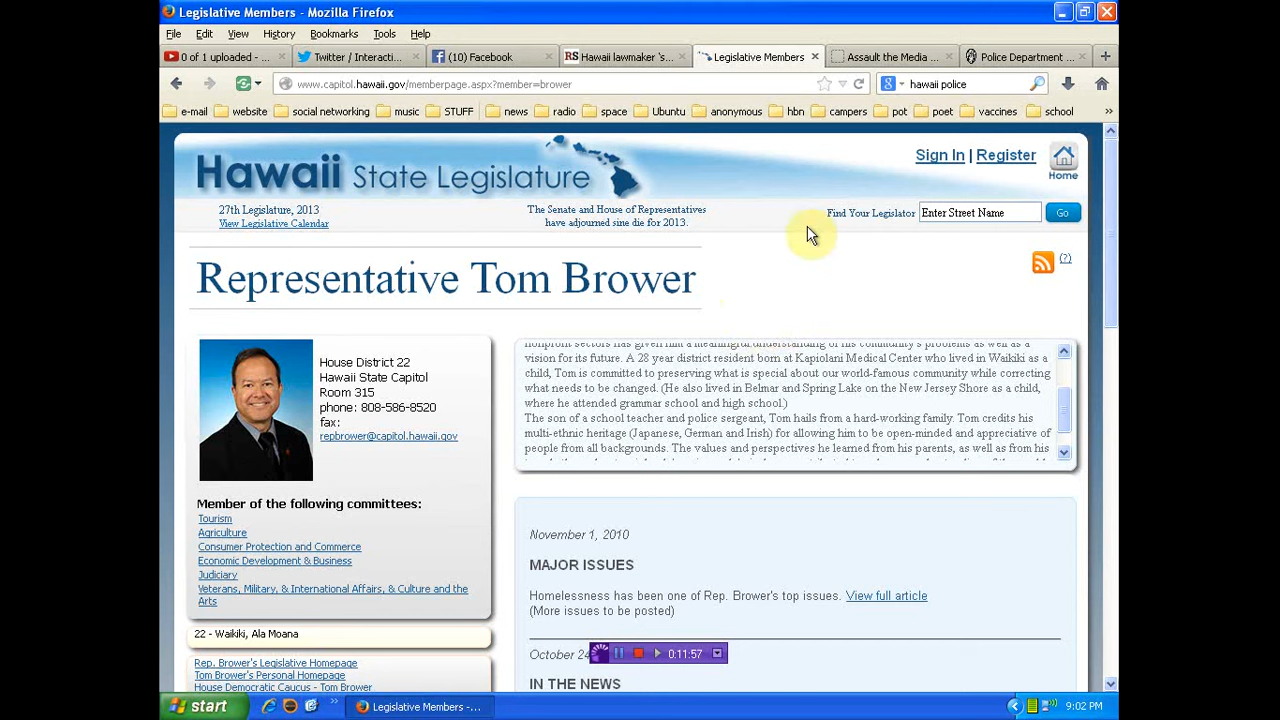 Legislative Members - Mozilla Firefox
File Edit View History Bookmarks Tools Help
0 of 1 uploaded - ...
Twitter / Interacti...
(10) Facebook
RS Hawaii lawmaker 's...
Legislative Members
Assault the Media ...
Police Department ...
www.capitol.hawaii.gov/memberpage.aspx?member=brower
hawaii police
e-mail website social networking music STUFF news radio space Ubuntu anonymous hbn campers pot poet vaccines school
Hawaii State Legislature
Sign In | Register
Home
27th Legislature, 2013
View Legislative Calendar
The Senate and House of Representatives
have adjourned sine die for 2013.
Find Your Legislator Enter Street Name Go
Representative Tom Brower
(?)
House District 22
Hawaii State Capitol
Room 315
phone: 808-586-8520
fax:
repbrower@capitol.hawaii.gov
Member of the following committees:
Tourism
Agriculture
Consumer Protection and Commerce
Economic Development & Business
Judiciary
Veterans, Military, & International Affairs, & Culture and the
Arts
22 - Waikiki, Ala Moana
Rep. Brower's Legislative Homepage
Tom Brower's Personal Homepage
House Democratic Caucus - Tom Brower
nonprofit sectors has given him a meaningful understanding of his community's problems as well as a
vision for its future. A 28 year district resident born at Kapiolani Medical Center who lived in Waikiki as a
child, Tom is committed to preserving what is special about our world-famous community while correcting
what needs to be changed. (He also lived in Belmar and Spring Lake on the New Jersey Shore as a child,
where he attended grammar school and high school.)
The son of a school teacher and police sergeant, Tom hails from a hard-working family. Tom credits his
multi-ethnic heritage (Japanese, German and Irish) for allowing him to be open-minded and appreciative of
people from all backgrounds. The values and perspectives he learned from his parents, as well as from his
November 1, 2010
MAJOR ISSUES
Homelessness has been one of Rep. Brower's top issues. View full article
(More issues to be posted)
October 24
0:11:57
IN THE NEWS
start
Legislative Members -...
9:02 PM